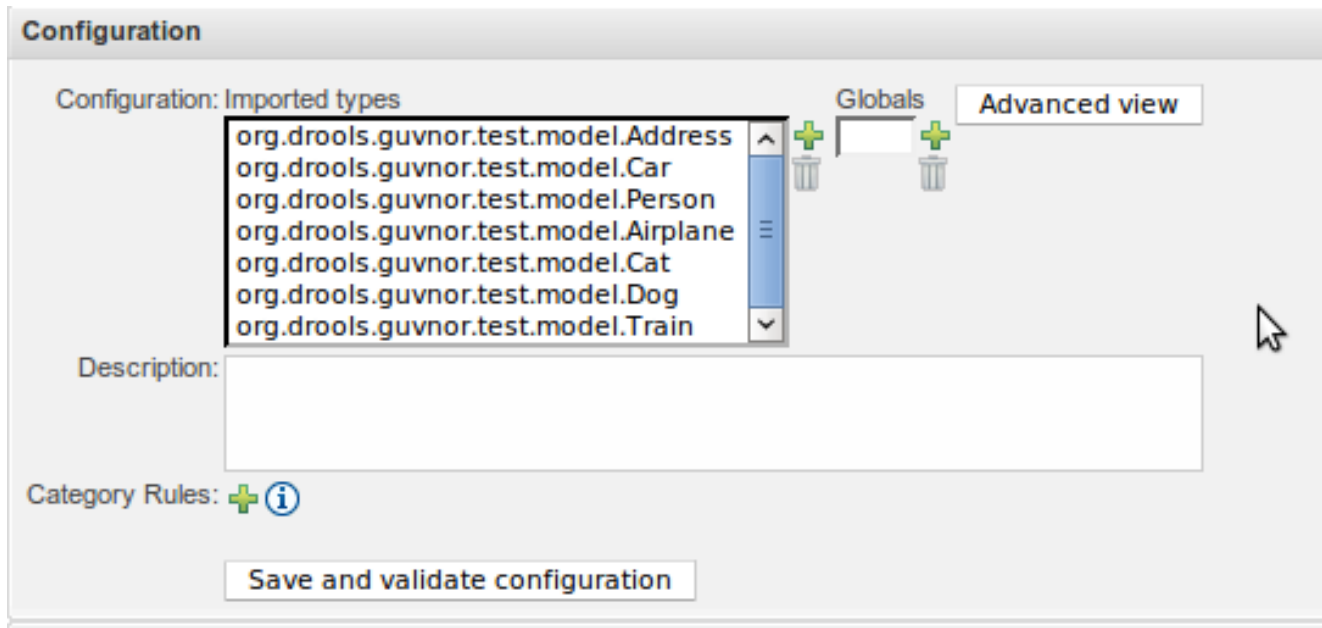 Configuration
Configuration: Imported types Globals Advanced view
org.drools.guvnor.test.model.Address
org.drools.guvnor.test.model.Car
org.drools.guvnor.test.model.Person
org.drools.guvnor.test.model.Airplane
org.drools.guvnor.test.model.Cat
org.drools.guvnor.test.model.Dog
org.drools.guvnor.test.model.Train
Description:
Category Rules:
Save and validate configuration